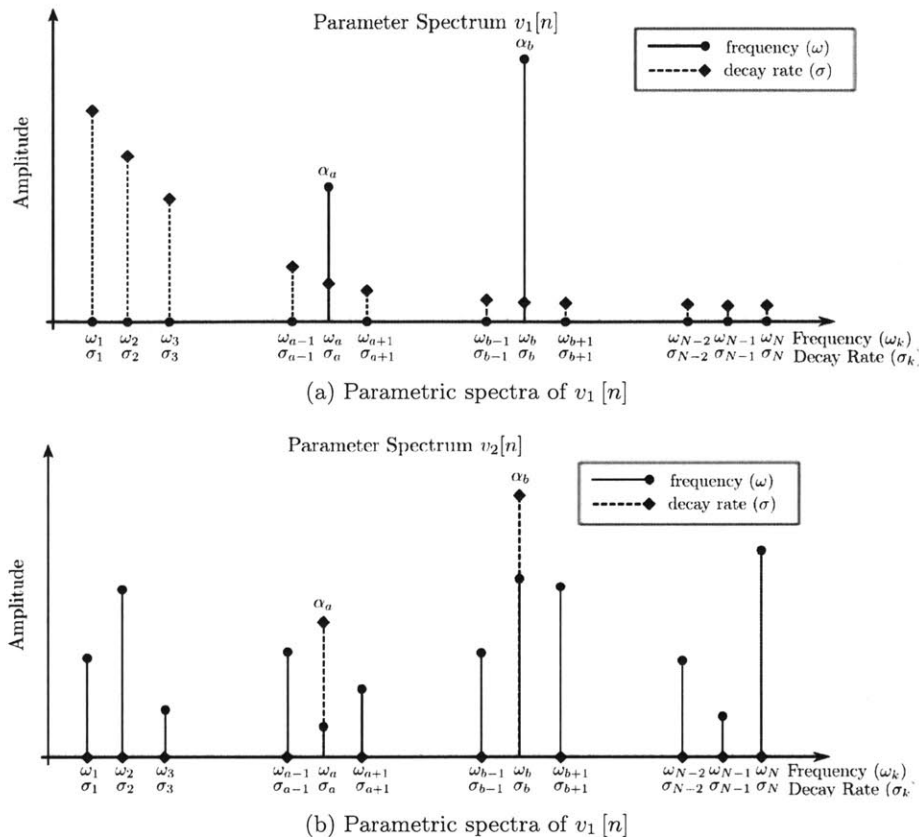 Parameter Spectrum v₁[n]
α_b
frequency (ω)
decay rate (σ)
α_a
Amplitude
ω₁ ω₂ ω₃ ω_{a−1} ω_a ω_{a+1} ω_{b−1} ω_b ω_{b+1} ω_{N−2} ω_{N−1} ω_N Frequency (ω_k)
σ₁ σ₂ σ₃ σ_{a−1} σ_a σ_{a+1} σ_{b−1} σ_b σ_{b+1} σ_{N−2} σ_{N−1} σ_N Decay Rate (σ_k)
(a) Parametric spectra of v₁ [n]
Parameter Spectrum v₂[n]
α_b
frequency (ω)
decay rate (σ)
α_a
Amplitude
ω₁ ω₂ ω₃ ω_{a−1} ω_a ω_{a+1} ω_{b−1} ω_b ω_{b+1} ω_{N−2} ω_{N−1} ω_N Frequency (ω_k)
σ₁ σ₂ σ₃ σ_{a−1} σ_a σ_{a+1} σ_{b−1} σ_b σ_{b+1} σ_{N−2} σ_{N−1} σ_N Decay Rate (σ_k
(b) Parametric spectra of v₁ [n]